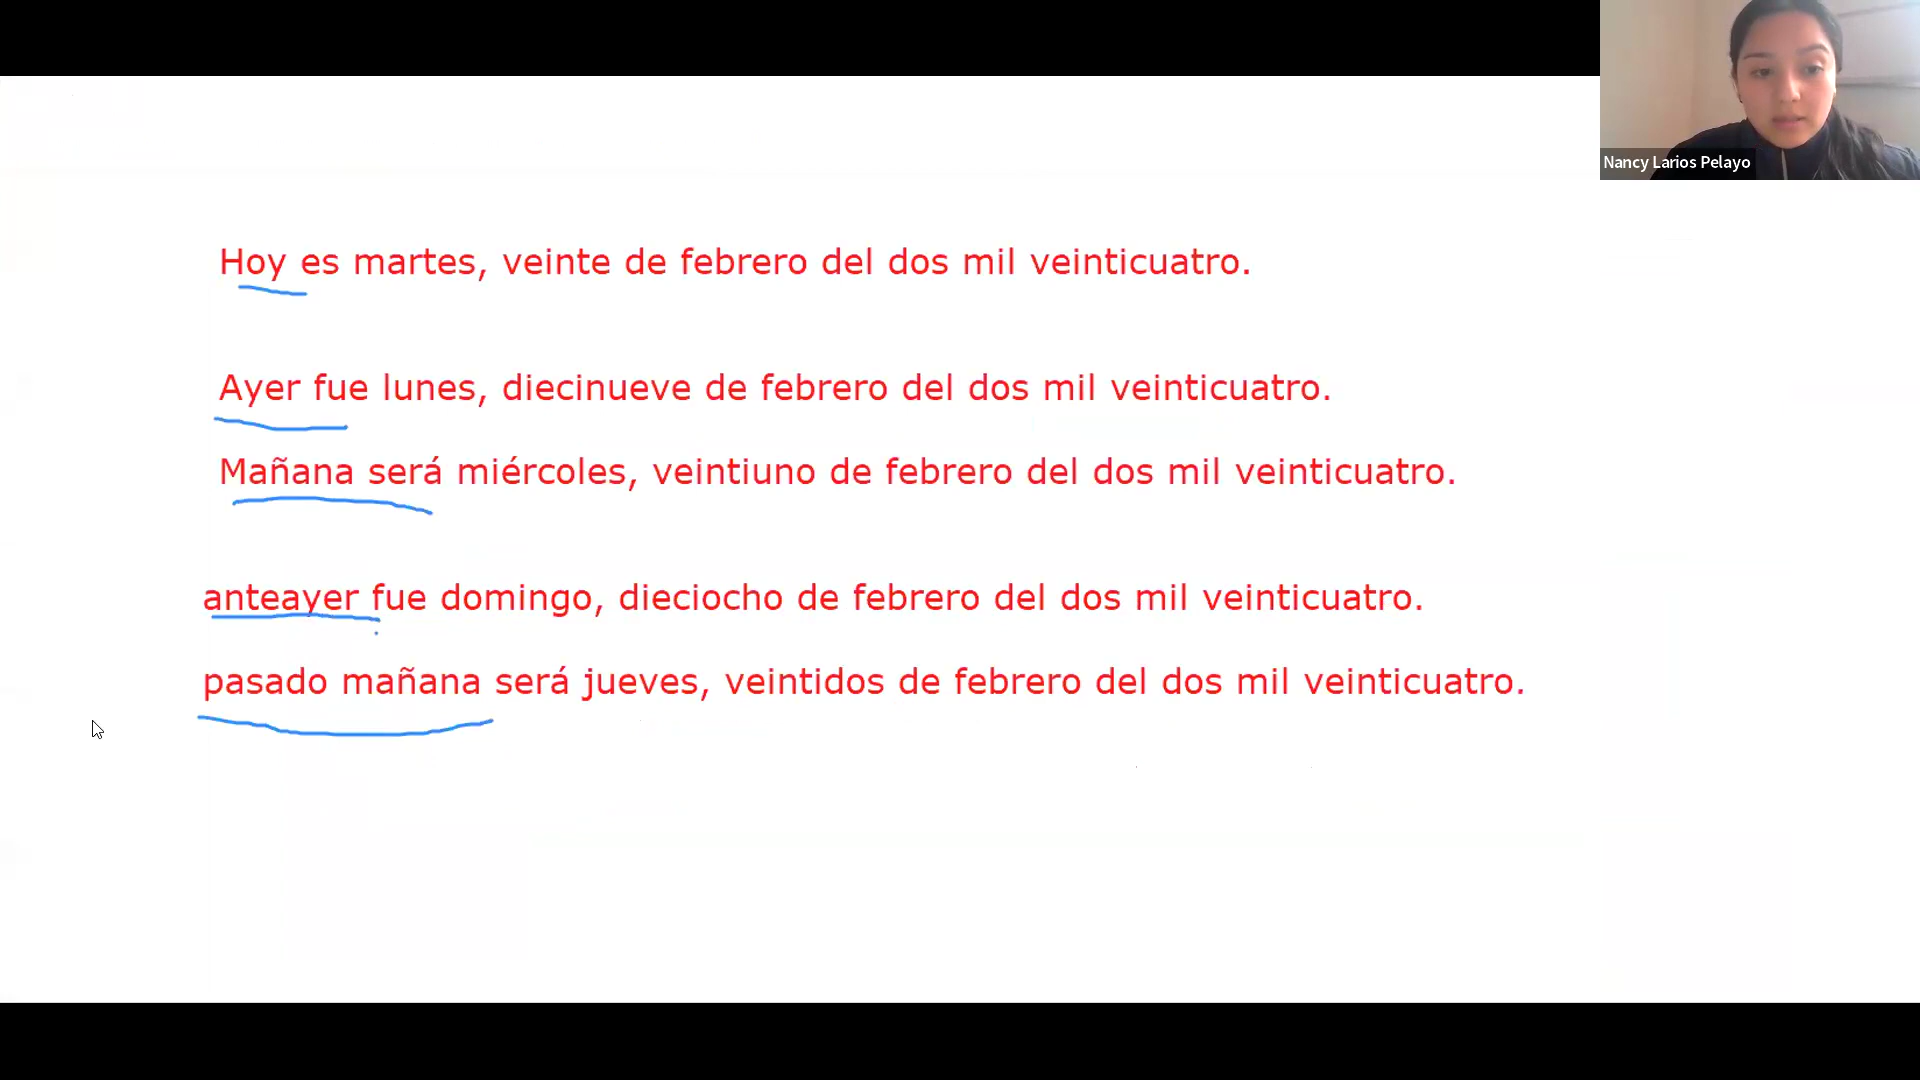 Nancy Larios Pelayo
Hoy es martes, veinte de febrero del dos mil veinticuatro.
Ayer fue lunes, diecinueve de febrero del dos mil veinticuatro.
Mañana será miércoles, veintiuno de febrero del dos mil veinticuatro.
anteayer fue domingo, dieciocho de febrero del dos mil veinticuatro.
pasado mañana será jueves, veintidos de febrero del dos mil veinticuatro.